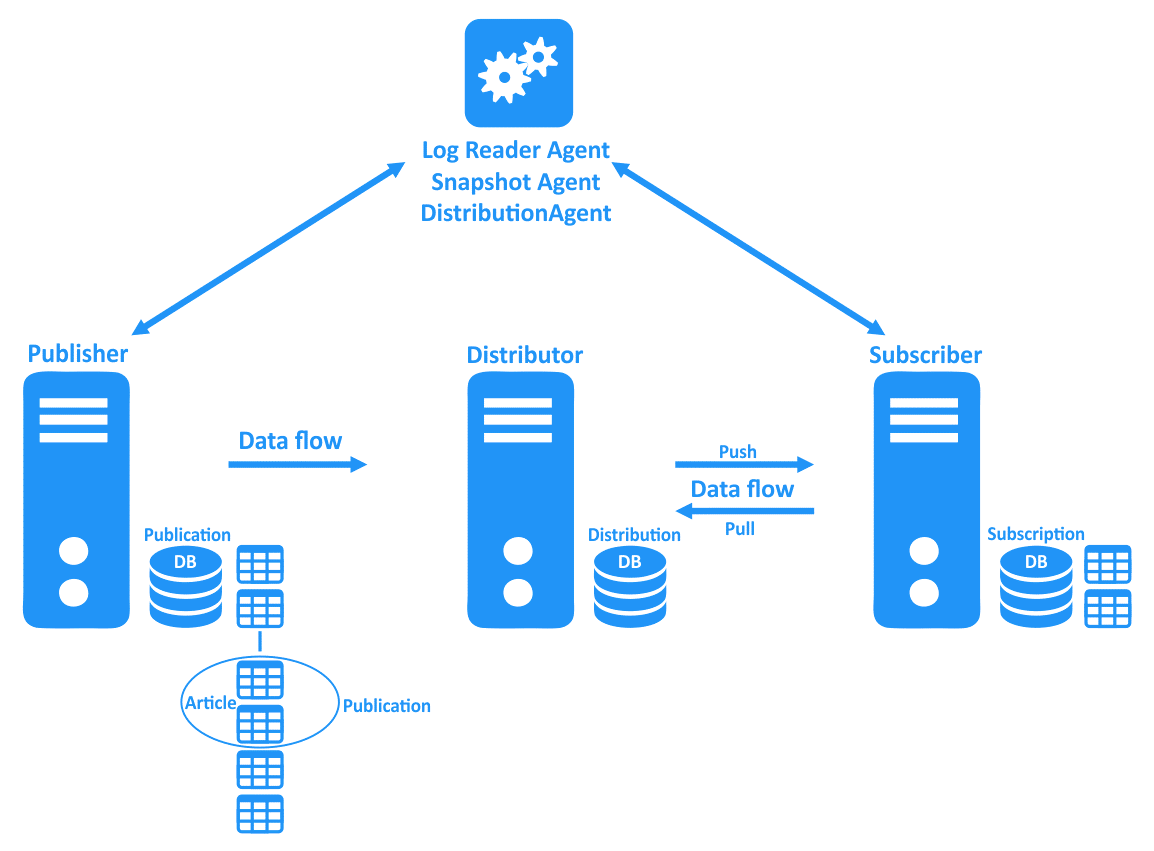 Log Reader Agent
Snapshot Agent
DistributionAgent
Publisher
Distributor
Subscriber
Data flow
Push
Data flow
Pull
Publication
DB
Distribution
DB
Subscription
DB
Article
Publication